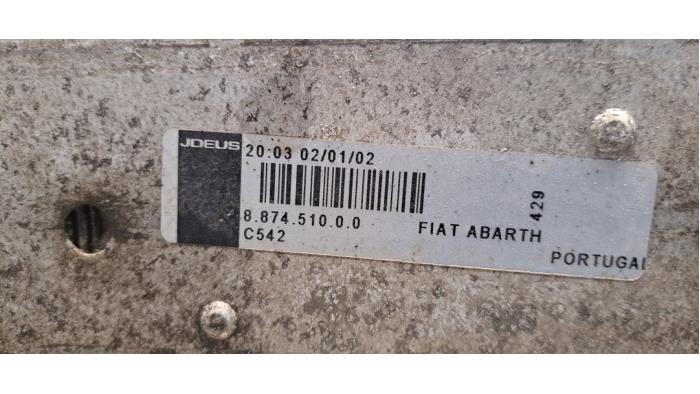 JDEUS
20:03 02/01/02
8.874.510.0.0
C542
FIAT ABARTH
429
PORTUGAL